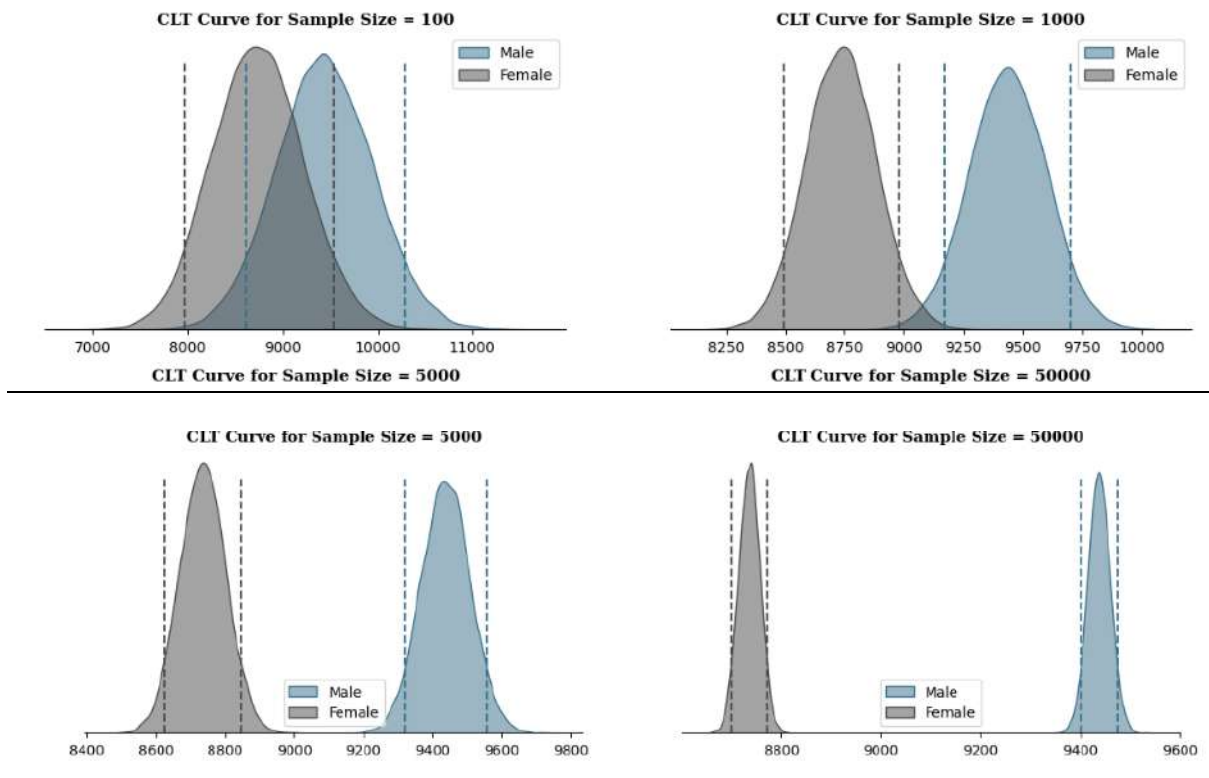 CLT Curve for Sample Size = 100
Male
Female
7000 8000 9000 10000 11000
CLT Curve for Sample Size = 1000
Male
Female
8250 8500 8750 9000 9250 9500 9750 10000
CLT Curve for Sample Size = 5000
CLT Curve for Sample Size = 50000
CLT Curve for Sample Size = 5000
Male
Female
8400 8600 8800 9000 9200 9400 9600 9800
CLT Curve for Sample Size = 50000
Male
Female
8800 9000 9200 9400 9600